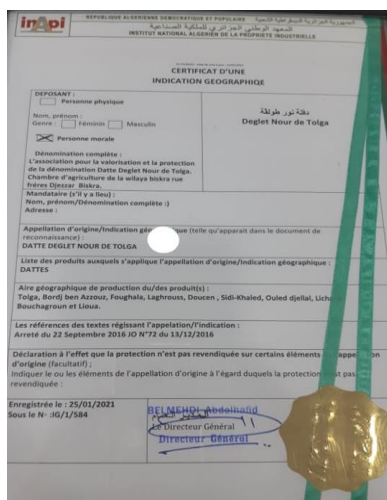 inapi
REPUBLIQUE ALGERIENNE DEMOCRATIQUE ET POPULAIRE الجمهورية الجزائرية الديمقراطية الشعبية
المعهد الوطني الجزائري للملكية الصناعية
INSTITUT NATIONAL ALGERIEN DE LA PROPRIETE INDUSTRIELLE
CERTIFICAT D'UNE
INDICATION GEOGRAPHIQE
DEPOSANT :
Personne physique
Nom, prénom :
Genre : Féminin Masculin
Personne morale
Dénomination complète :
L'association pour la valorisation et la protection
de la dénomination Datte Deglet Nour de Tolga.
Chambre d'agriculture de la wilaya biskra rue
frères Djezzar Biskra.
دقلة نور طولقة
Deglet Nour de Tolga
Mandataire (s'il y a lieu) :
Nom, prénom/Dénomination complète :)
Adresse :
Appellation d'origine/Indication (telle qu'apparait dans le document de
reconnaissance) :
DATTE DEGLET NOUR DE TOLGA
Liste des produits auxquels s'applique l'appellation d'origine/indication géographique :
DATTES
Aire géographique de production du/des produit(s) :
Tolga, Bordj ben Azzouz, Foughala, Laghrouss, Doucen , Sidi-Khaled, Ouled djellal,
Bouchagroun et Lioua.
Les références des textes régissant l'appelation/l'indication :
Arreté du 22 Septembre 2016 JO N°72 du 13/12/2016
Déclaration à l'effet que la protection n'est pas revendiquée sur certains éléments
d'origine (facultatif) ;
Indiquer le ou les éléments de l'appellation d'origine à l'égard duquels la protection n'est pas
revendiquée :
Enregistrée le : 25/01/2021
Sous le N° :IG/1/584
BELMEHDI Abdelhafid
Le Directeur Général
Directeur Général